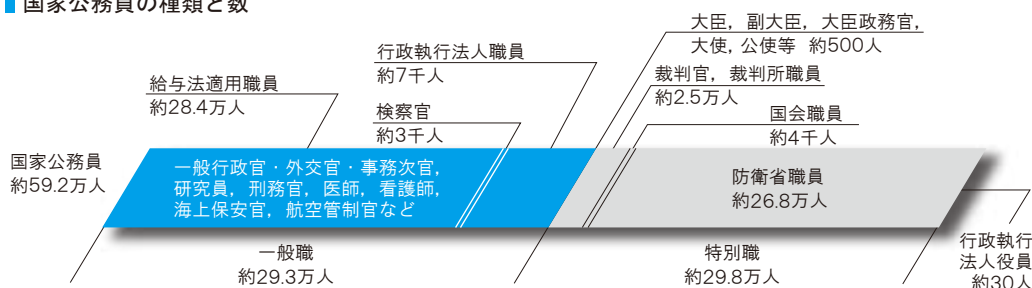 国家公務員の種類と数
大臣，副大臣，大臣政務官，
大使，公使等 約500人
行政執行法人職員
約7千人
裁判官，裁判所職員
約2.5万人
給与法適用職員
約28.4万人
検察官
約3千人
国会職員
約4千人
国家公務員
約59.2万人
一般行政官・外交官・事務次官，
研究員，刑務官，医師，看護師，
海上保安官，航空管制官など
防衛省職員
約26.8万人
一般職
約29.3万人
特別職
約29.8万人
行政執行
法人役員
約30人